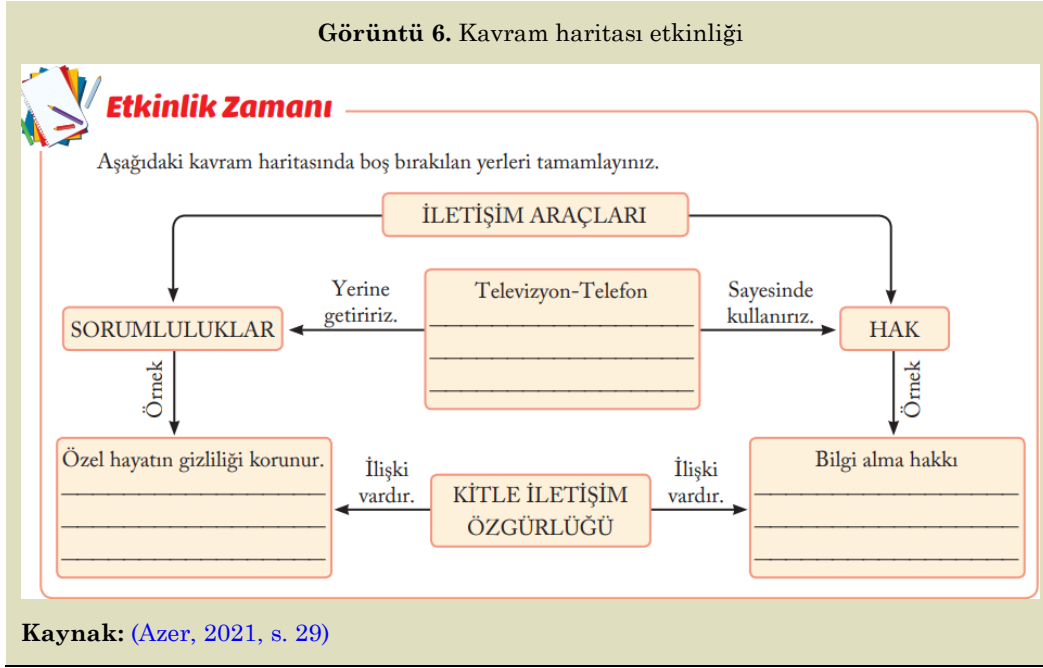 Görüntü 6. Kavram haritası etkinliği
Etkinlik Zamanı
Aşağıdaki kavram haritasında boş bırakılan yerleri tamamlayınız.
İLETİŞİM ARAÇLARI
Yerine
getiririz.
Televizyon-Telefon
Sayesinde
kullanırız.
SORUMLULUKLAR
HAK
Örnek
Örnek
Özel hayatın gizliliği korunur.
İlişki
vardır.
KİTLE İLETİŞİM
ÖZGÜRLÜĞÜ
İlişki
vardır.
Bilgi alma hakkı
Kaynak: (Azer, 2021, s. 29)